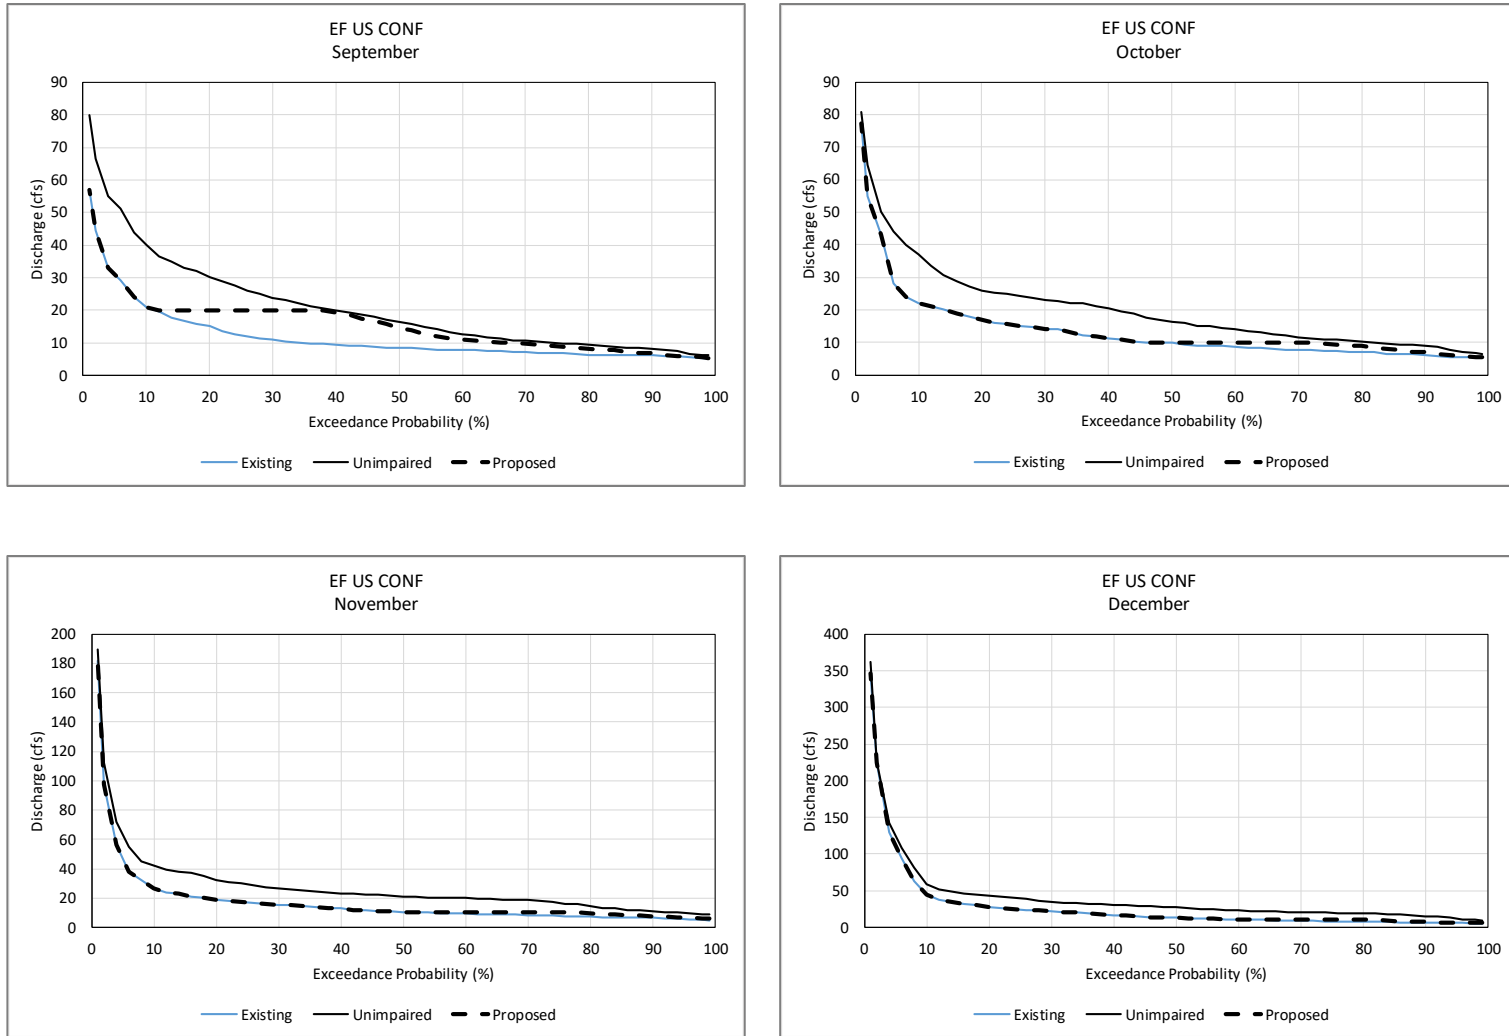 EF US CONF
September
90
80
70
60
50
40
30
20
10
0
Discharge (cfs)
0 10 20 30 40 50 60 70 80 90 100
Exceedance Probability (%)
Existing Unimpaired Proposed
EF US CONF
October
90
80
70
60
50
40
30
20
10
0
Discharge (cfs)
0 10 20 30 40 50 60 70 80 90 100
Exceedance Probability (%)
Existing Unimpaired Proposed
EF US CONF
November
200
180
160
140
120
100
80
60
40
20
0
Discharge (cfs)
0 10 20 30 40 50 60 70 80 90 100
Exceedance Probability (%)
Existing Unimpaired Proposed
EF US CONF
December
400
350
300
250
200
150
100
50
0
Discharge (cfs)
0 10 20 30 40 50 60 70 80 90 100
Exceedance Probability (%)
Existing Unimpaired Proposed